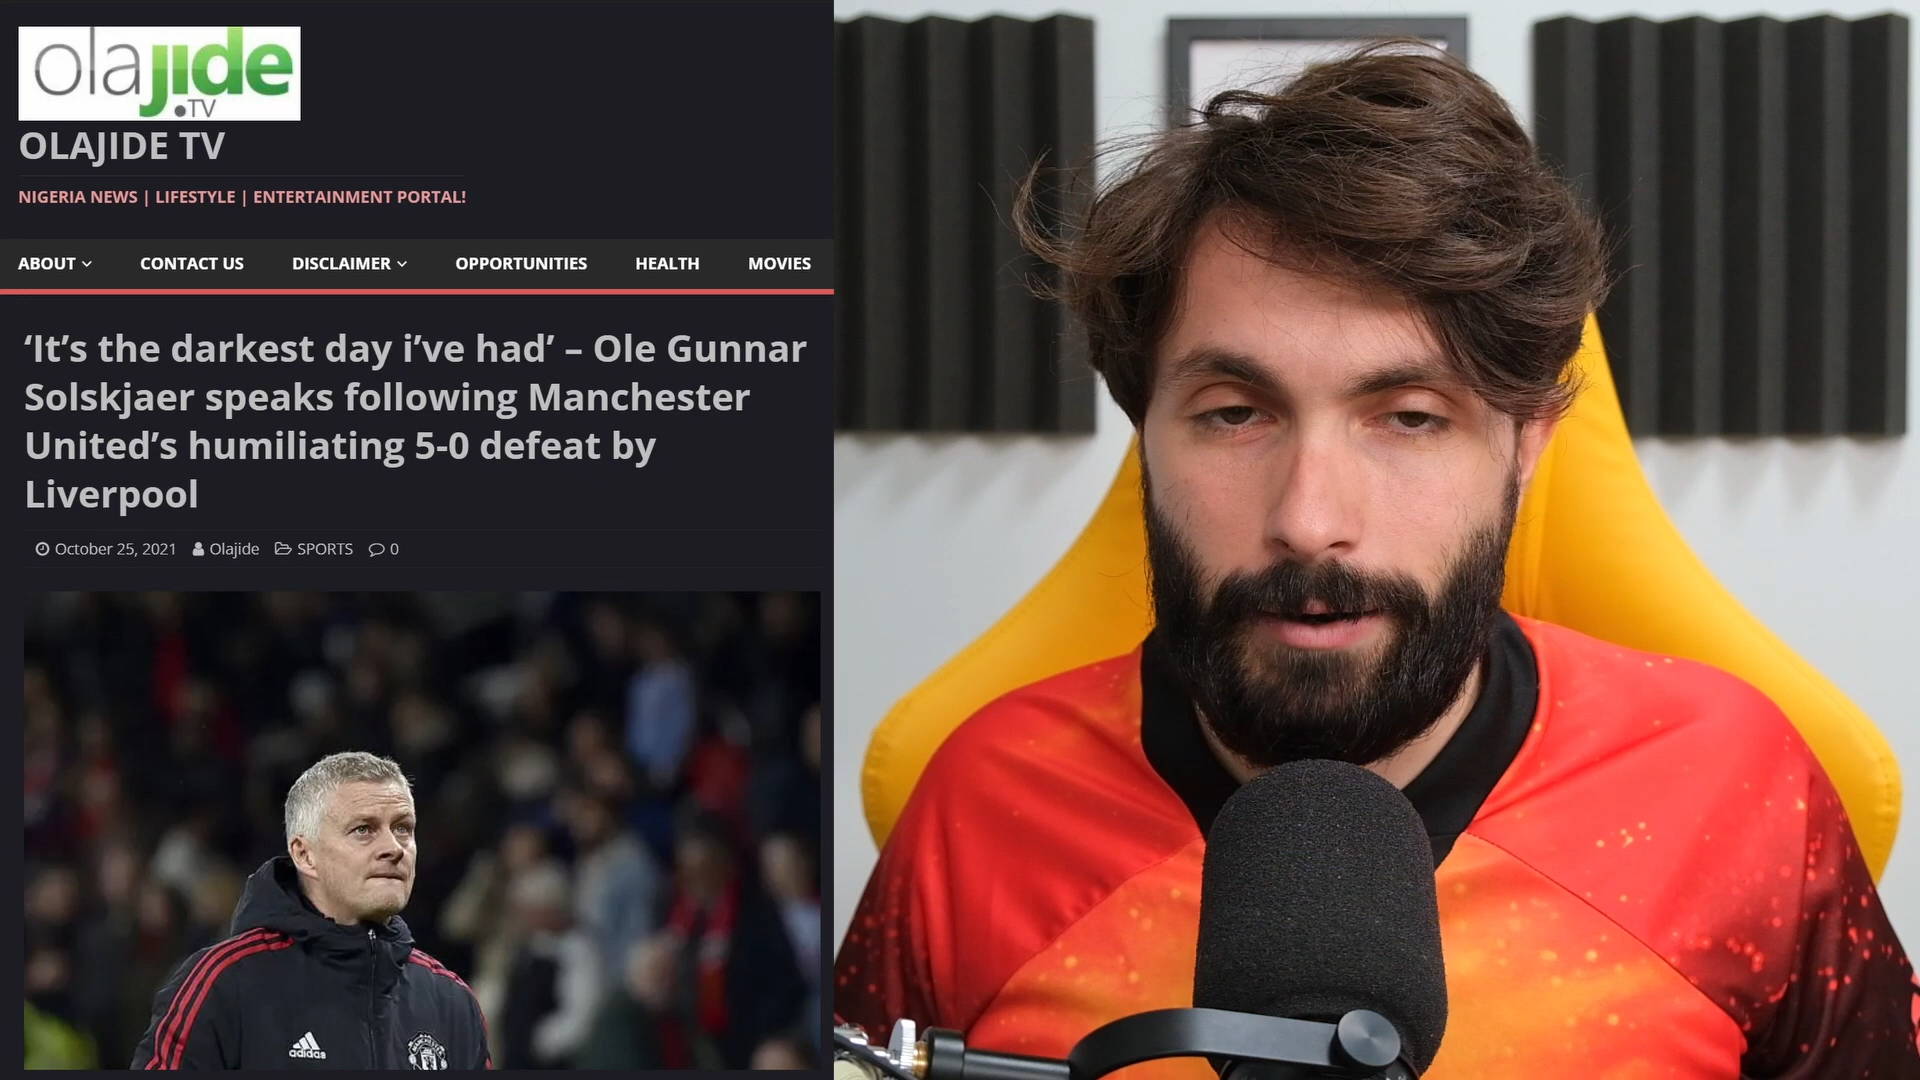 olajide
.TV
OLAJIDE TV
NIGERIA NEWS | LIFESTYLE | ENTERTAINMENT PORTAL!
ABOUT CONTACT US DISCLAIMER OPPORTUNITIES HEALTH MOVIES
‘It’s the darkest day i’ve had’ – Ole Gunnar
Solskjaer speaks following Manchester
United’s humiliating 5-0 defeat by
Liverpool
October 25, 2021 Olajide SPORTS 0
adidas